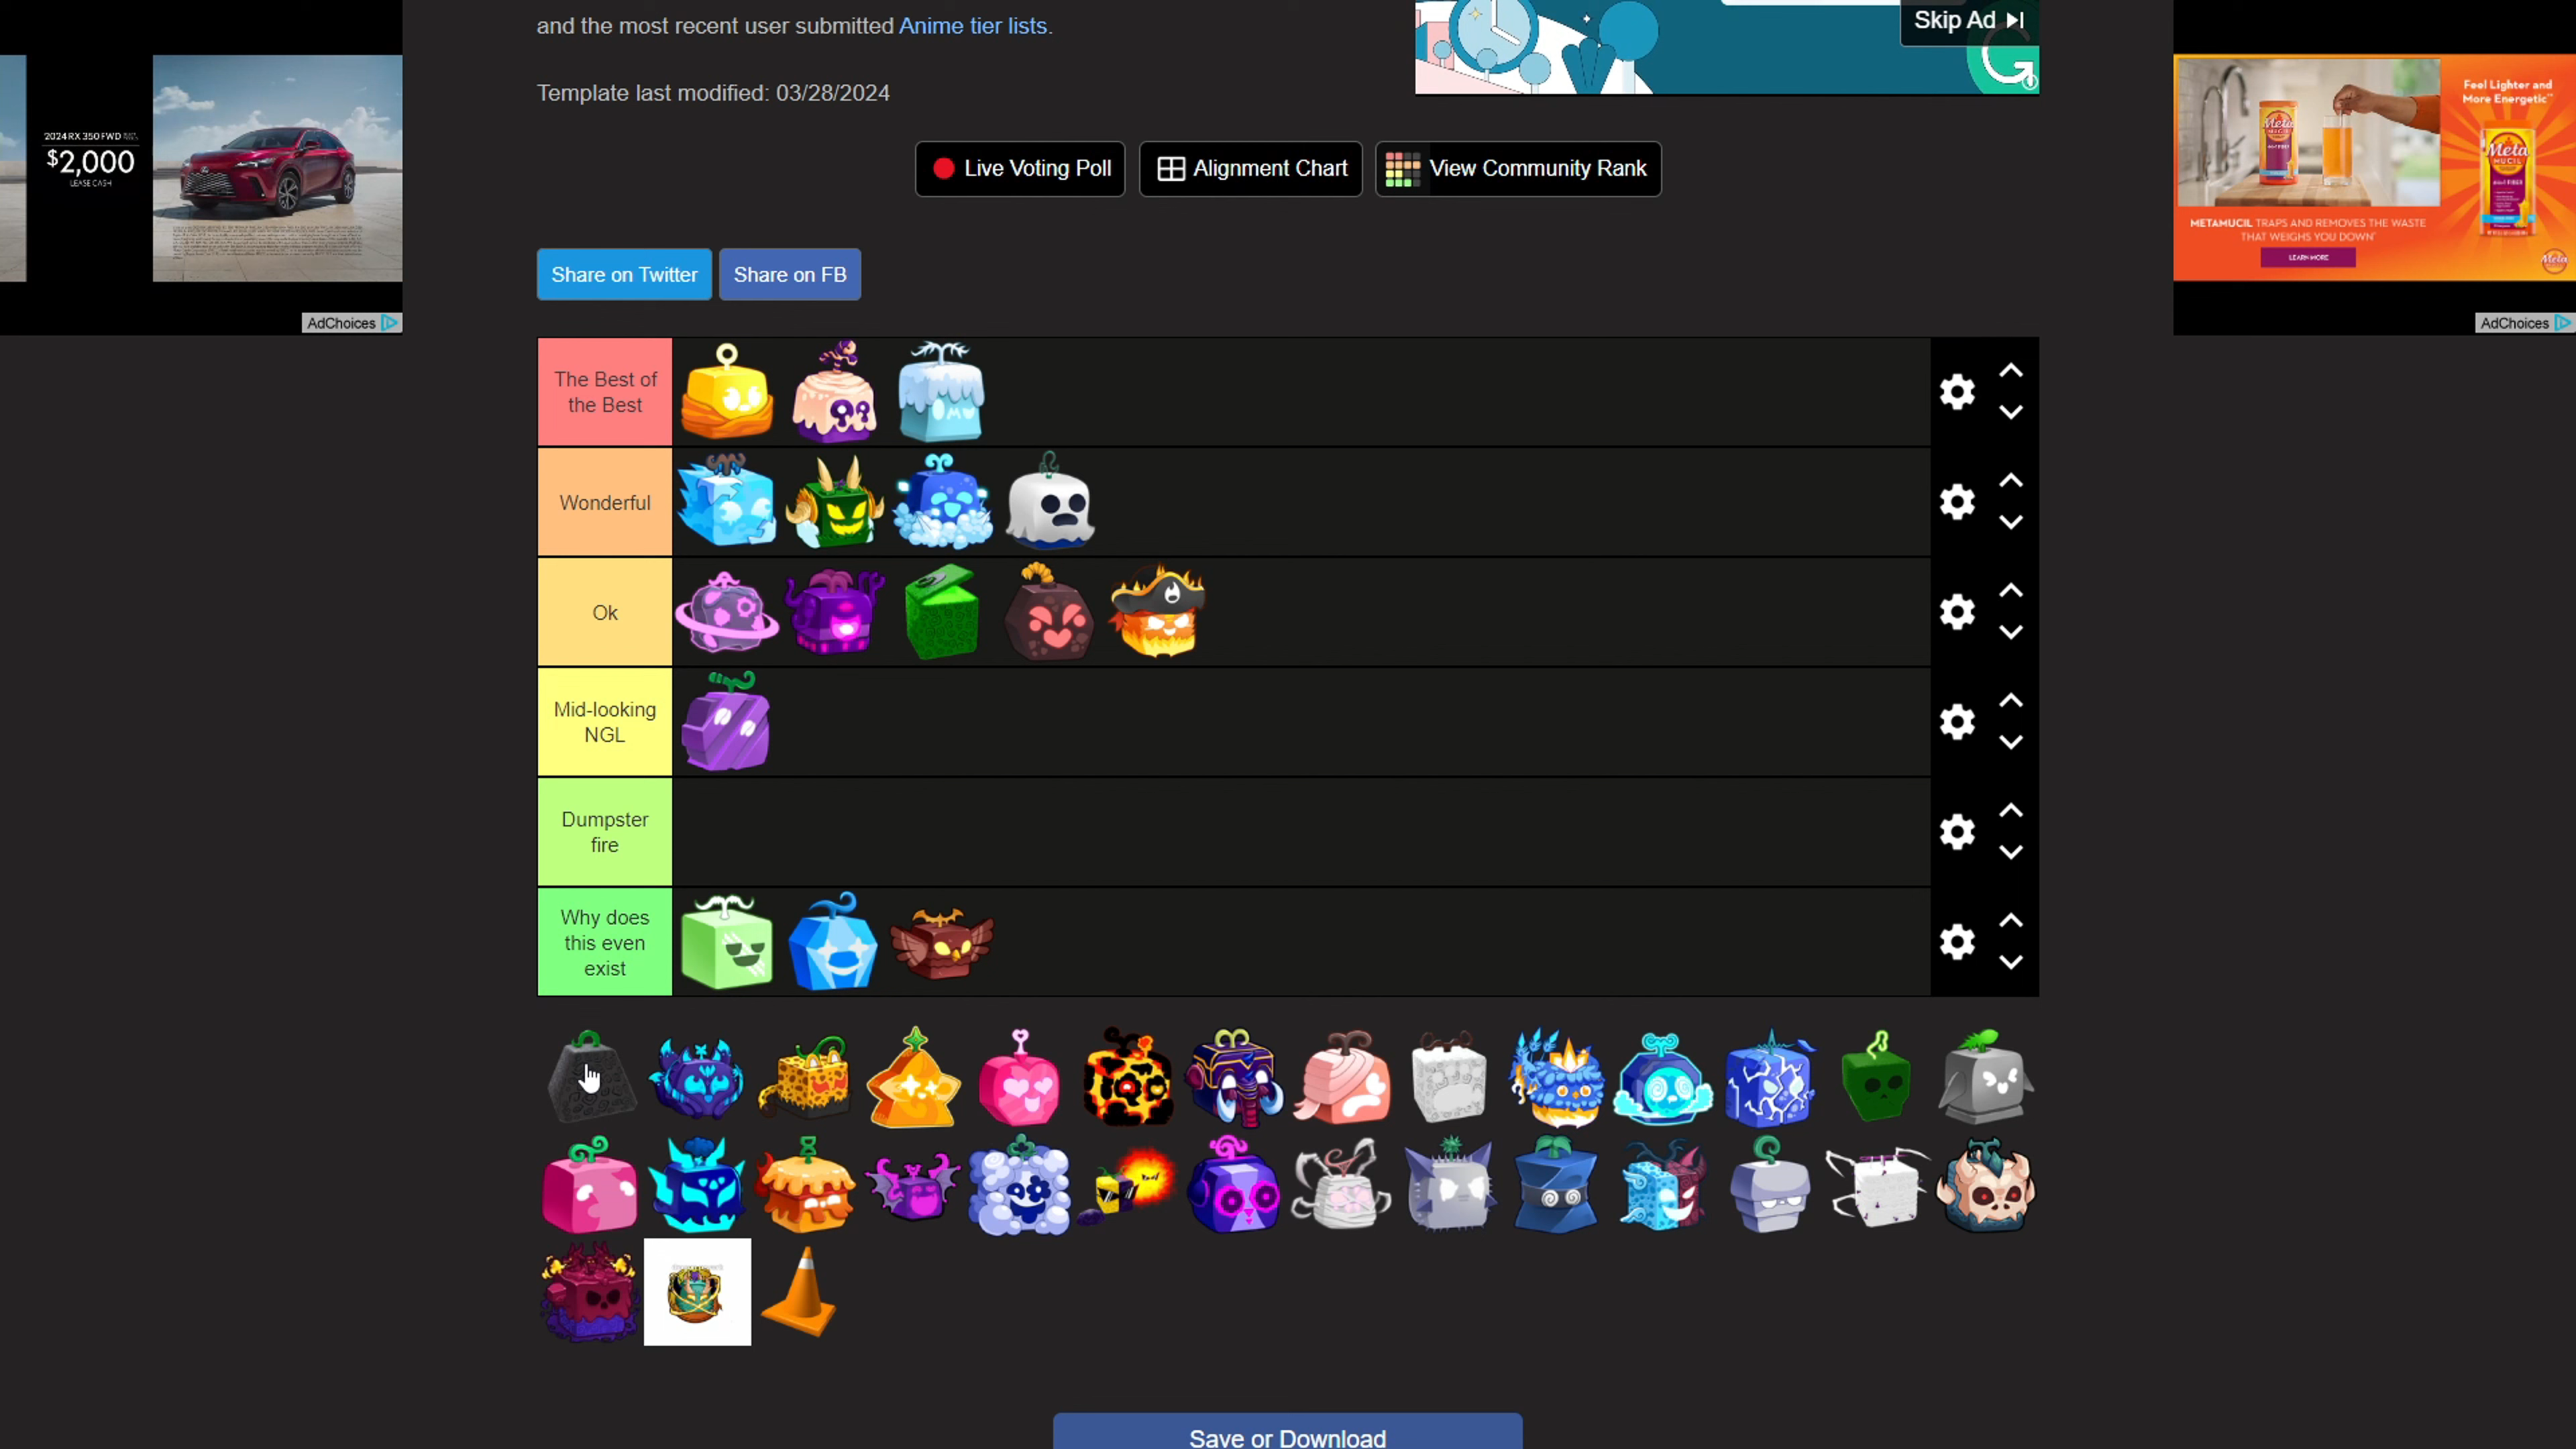 and the most recent user submitted Anime tier lists.
Skip Ad
Template last modified: 03/28/2024
2024 RX 350 FWD
$2,000
LEASE CASH
Feel Lighter and
More Energetic
Meta
Meta
MUCIL
METAMUCIL TRAPS AND REMOVES THE WASTE
THAT WEIGHS YOU DOWN*
LEARN MORE
Meta
AdChoices
AdChoices
Live Voting Poll
Alignment Chart
View Community Rank
Share on Twitter
Share on FB
The Best of
the Best
Wonderful
Ok
Mid-looking
NGL
Dumpster
fire
Why does
this even
exist
Save or Download